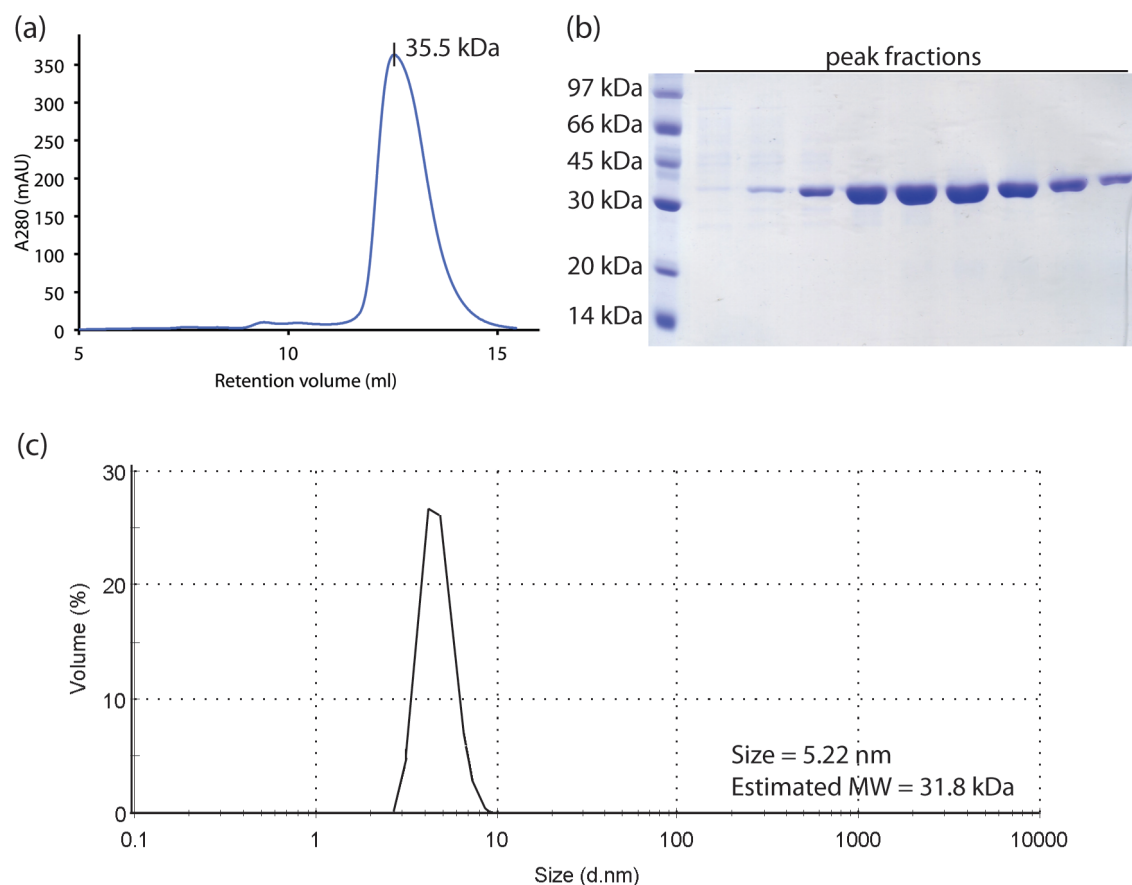 (a)
35.5 kDa
350
300
250
200
150
100
50
0
A280 (mAU)
5 10 15
Retention volume (ml)
(b)
peak fractions
97 kDa
66 kDa
45 kDa
30 kDa
20 kDa
14 kDa
(c)
30
20
10
0
Volume (%)
Size = 5.22 nm
Estimated MW = 31.8 kDa
0.1 1 10 100 1000 10000
Size (d.nm)